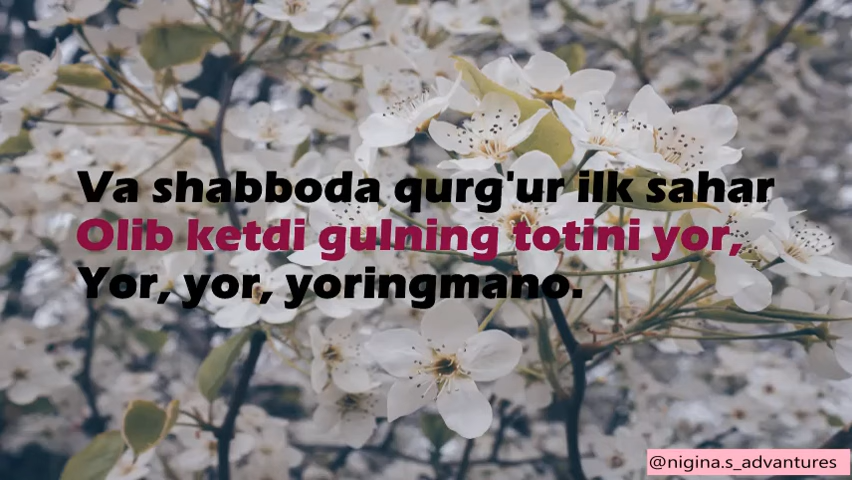 Va shabboda qurg'ur ilk sahar
Olib ketdi gulning totini yor,
Yor, yor, yoringmano.
@nigina.s_advantures